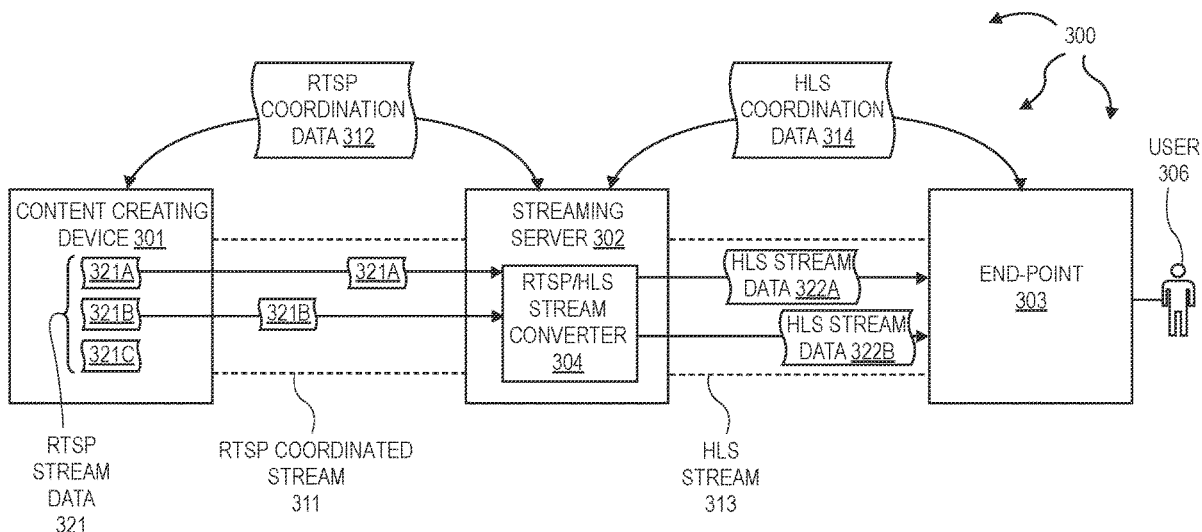 300
RTSP
COORDINATION
DATA 312
HLS
COORDINATION
DATA 314
USER
306
CONTENT CREATING
DEVICE 301
321A
321B
321C
321A
321B
STREAMING
SERVER 302
RTSP/HLS
STREAM
CONVERTER
304
HLS STREAM
DATA 322A
HLS STREAM
DATA 322B
END-POINT
303
RTSP
STREAM
DATA
321
RTSP COORDINATED
STREAM
311
HLS
STREAM
313